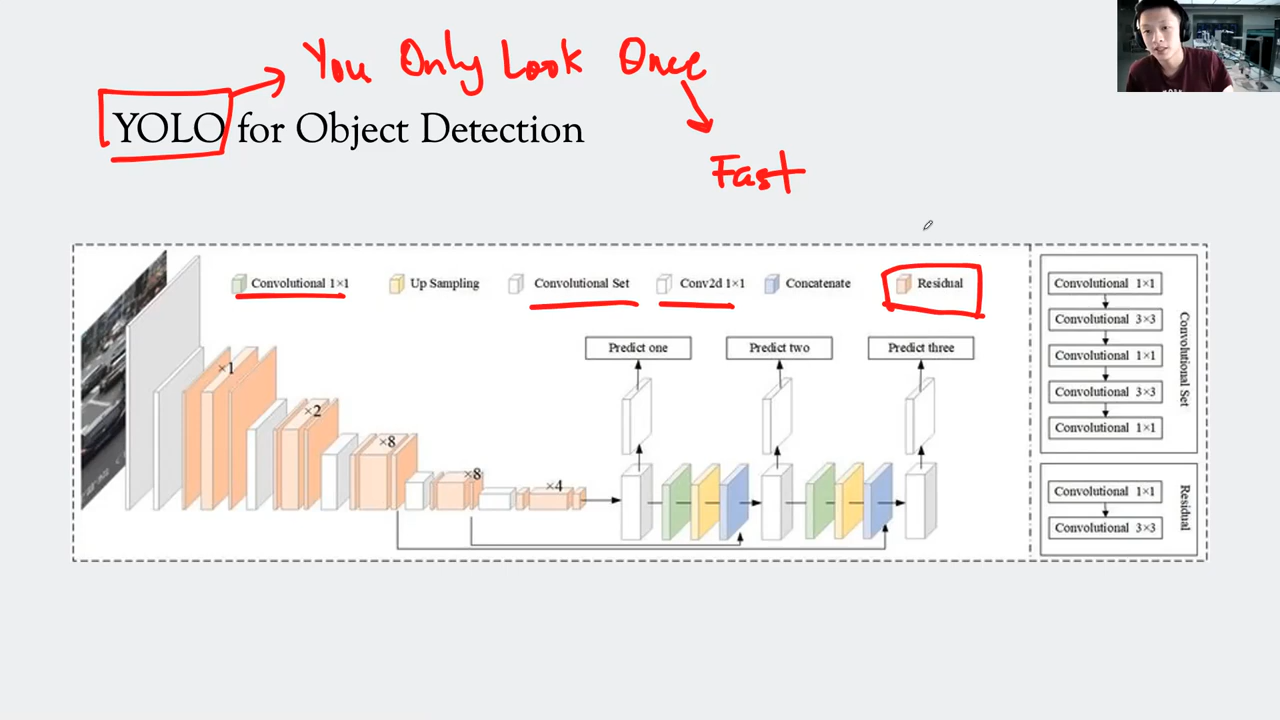 You Only Look Once
YOLO for Object Detection
Fast
Convolutional 1×1
Up Sampling
Convolutional Set
Conv2d 1×1
Concatenate
Residual
×1
×2
×8
×8
×4
Predict one
Predict two
Predict three
Convolutional 1×1
Convolutional 3×3
Convolutional 1×1
Convolutional 3×3
Convolutional 1×1
Convolutional Set
Convolutional 1×1
Convolutional 3×3
Residual